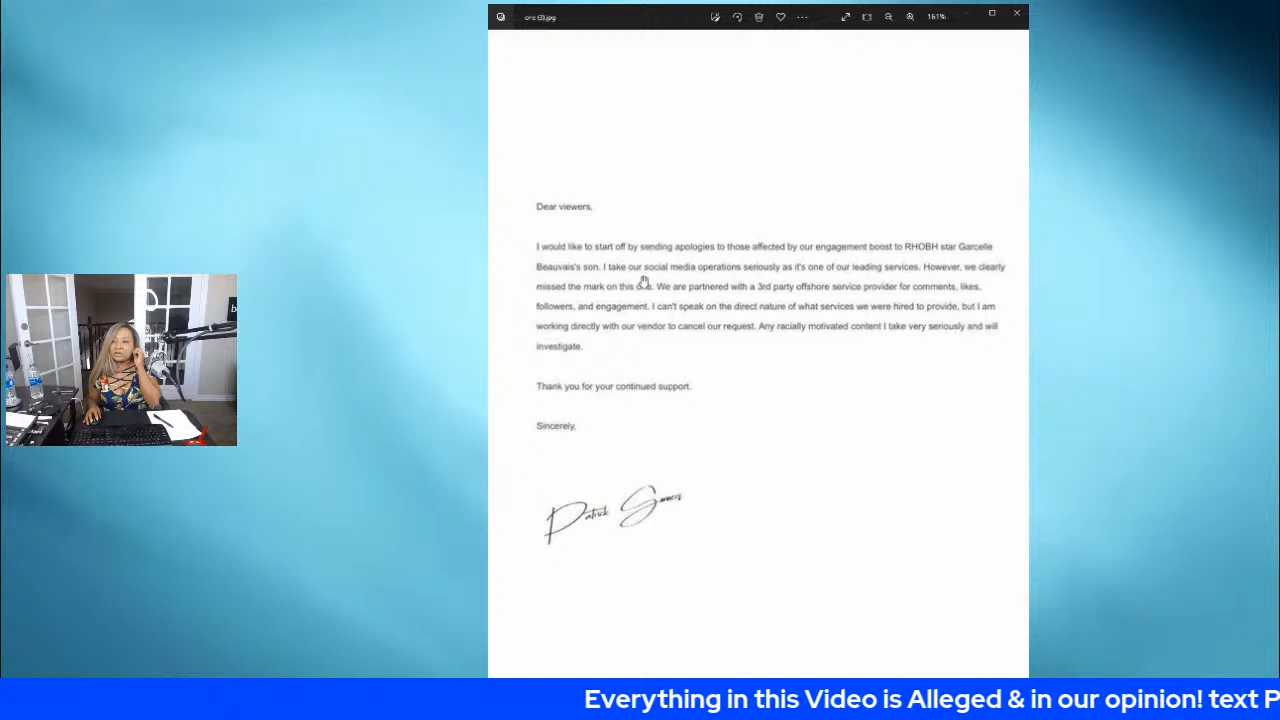 one (2).jpg
161%
Dear viewers,
I would like to start off by sending apologies to those affected by our engagement boost to RHOBH star Garcelle
Beauvais's son. I take our social media operations seriously as it's one of our leading services. However, we clearly
missed the mark on this We are partnered with a 3rd party offshore service provider for comments, likes,
followers, and engagement. I can't speak on the direct nature of what services we were hired to provide, but I am
working directly with our vendor to cancel our request. Any racially motivated content I take very seriously and will
investigate.
Thank you for your continued support.
Sincerely,
Patrick
Everything in this Video is Alleged & in our opinion! text P